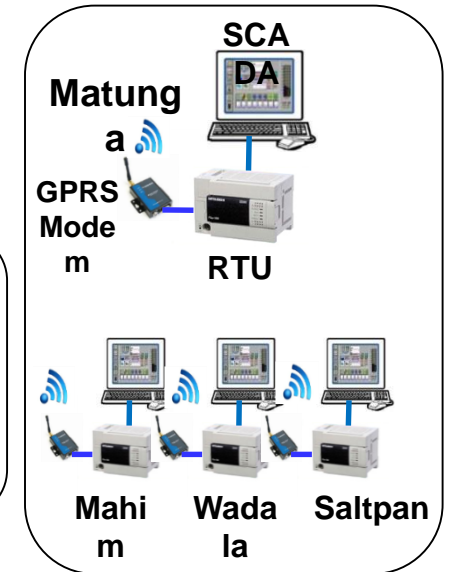 SCA
DA
Matung
a
GPRS
Mode
m
RTU
Mahi
m
Wada
la
Saltpan